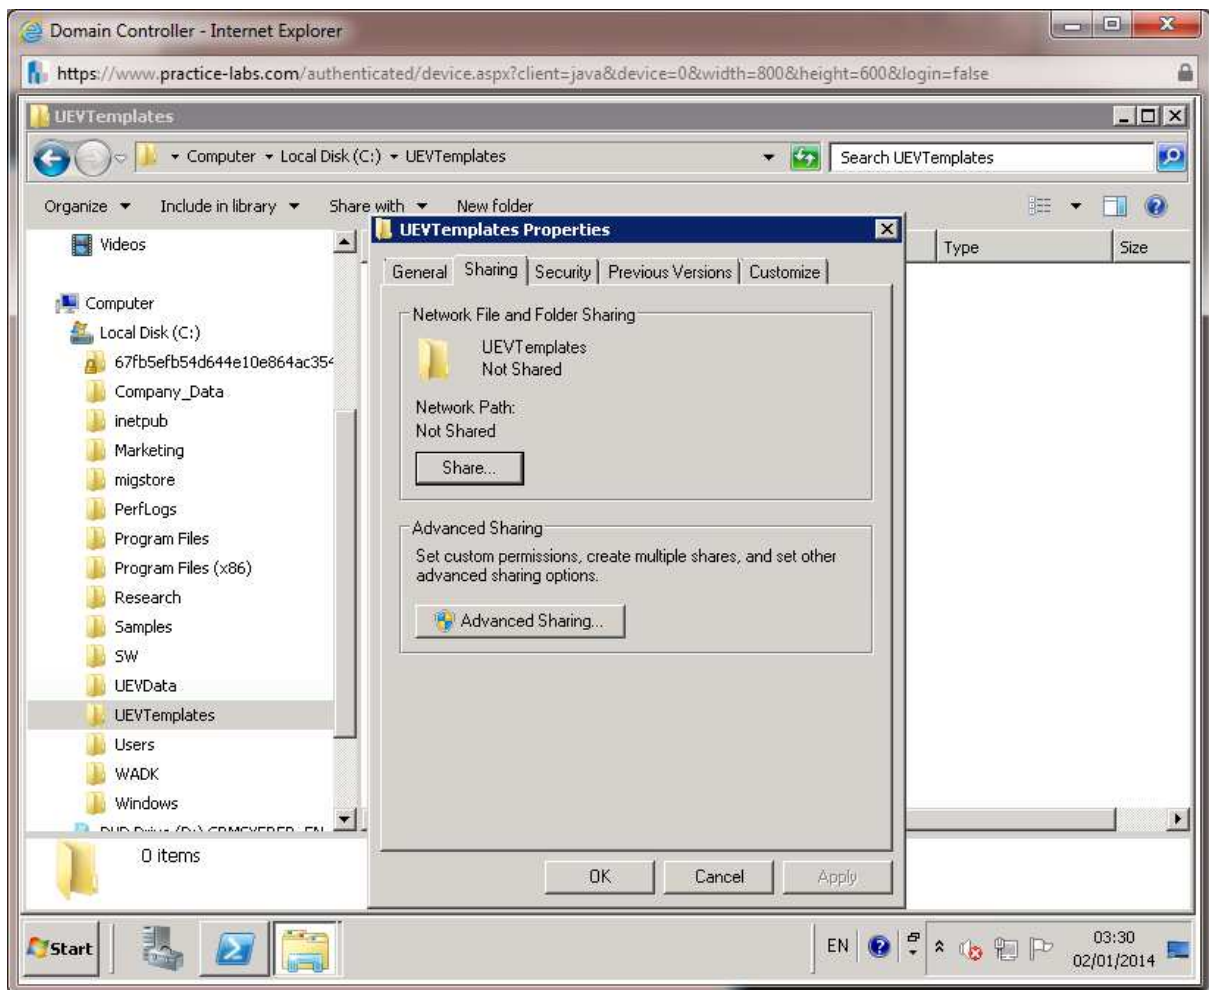 Domain Controller - Internet Explorer
https://www.practice-labs.com/authenticated/device.aspx?client=java&device=0&width=800&height=600&login=false
UEVTemplates
Computer Local Disk (C:) UEVTemplates
Search UEVTemplates
Organize Include in library Share with New folder
Videos
Computer
Local Disk (C:)
67fb5efb54d644e10e864ac354
Company_Data
inetpub
Marketing
migstore
PerfLogs
Program Files
Program Files (x86)
Research
Samples
SW
UEVData
UEVTemplates
Users
WADK
Windows
Type Size
UEVTemplates Properties
General Sharing Security Previous Versions Customize
Network File and Folder Sharing
UEVTemplates
Not Shared
Network Path:
Not Shared
Share...
Advanced Sharing
Set custom permissions, create multiple shares, and set other
advanced sharing options.
Advanced Sharing...
OK Cancel Apply
0 items
Start
EN
03:30
02/01/2014